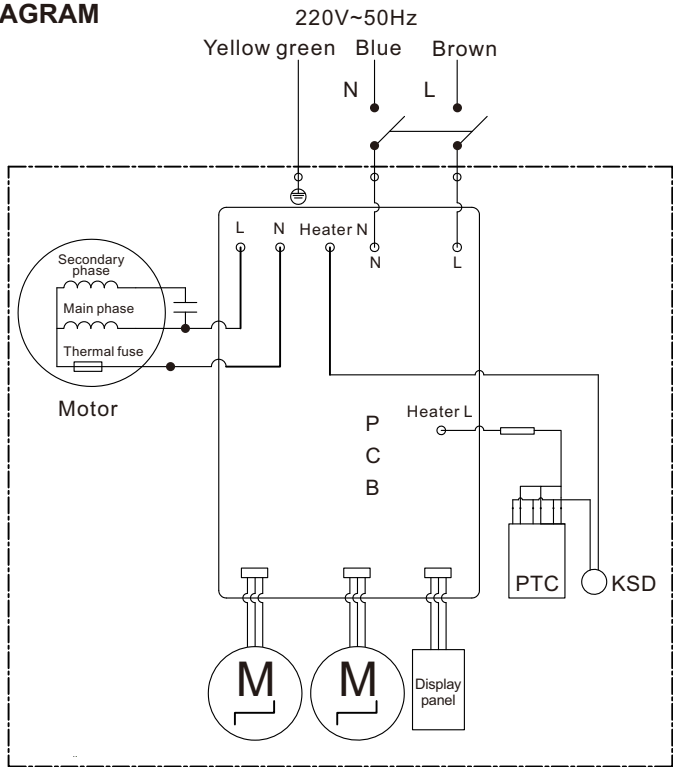 AGRAM
220V~50Hz
Yellow green Blue Brown
N L
L N Heater N
N L
Secondary
phase
Main phase
Thermal fuse
Motor
Heater L
P
C
B
PTC KSD
M M
Display
panel